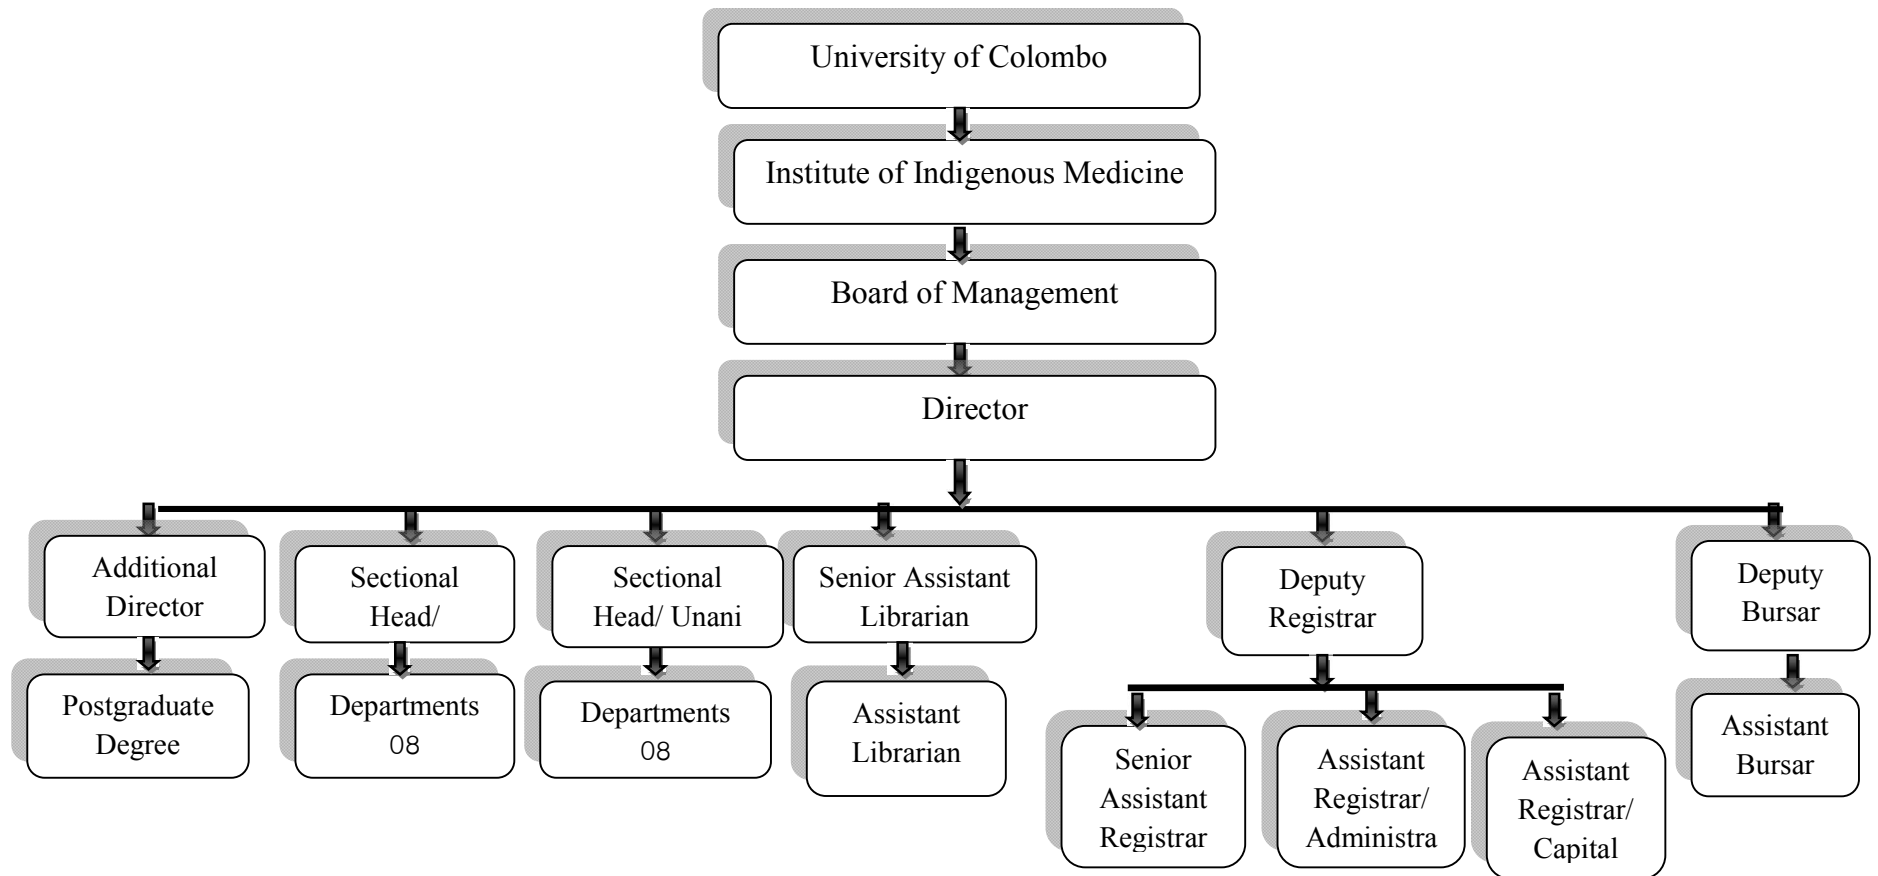 University of Colombo
Institute of Indigenous Medicine
Board of Management
Director
Additional
Director
Sectional
Head/
Sectional
Head/ Unani
Senior Assistant
Librarian
Deputy
Registrar
Deputy
Bursar
Postgraduate
Degree
Departments
08
Departments
08
Assistant
Librarian
Senior
Assistant
Registrar
Assistant
Registrar/
Administra
Assistant
Registrar/
Capital
Assistant
Bursar